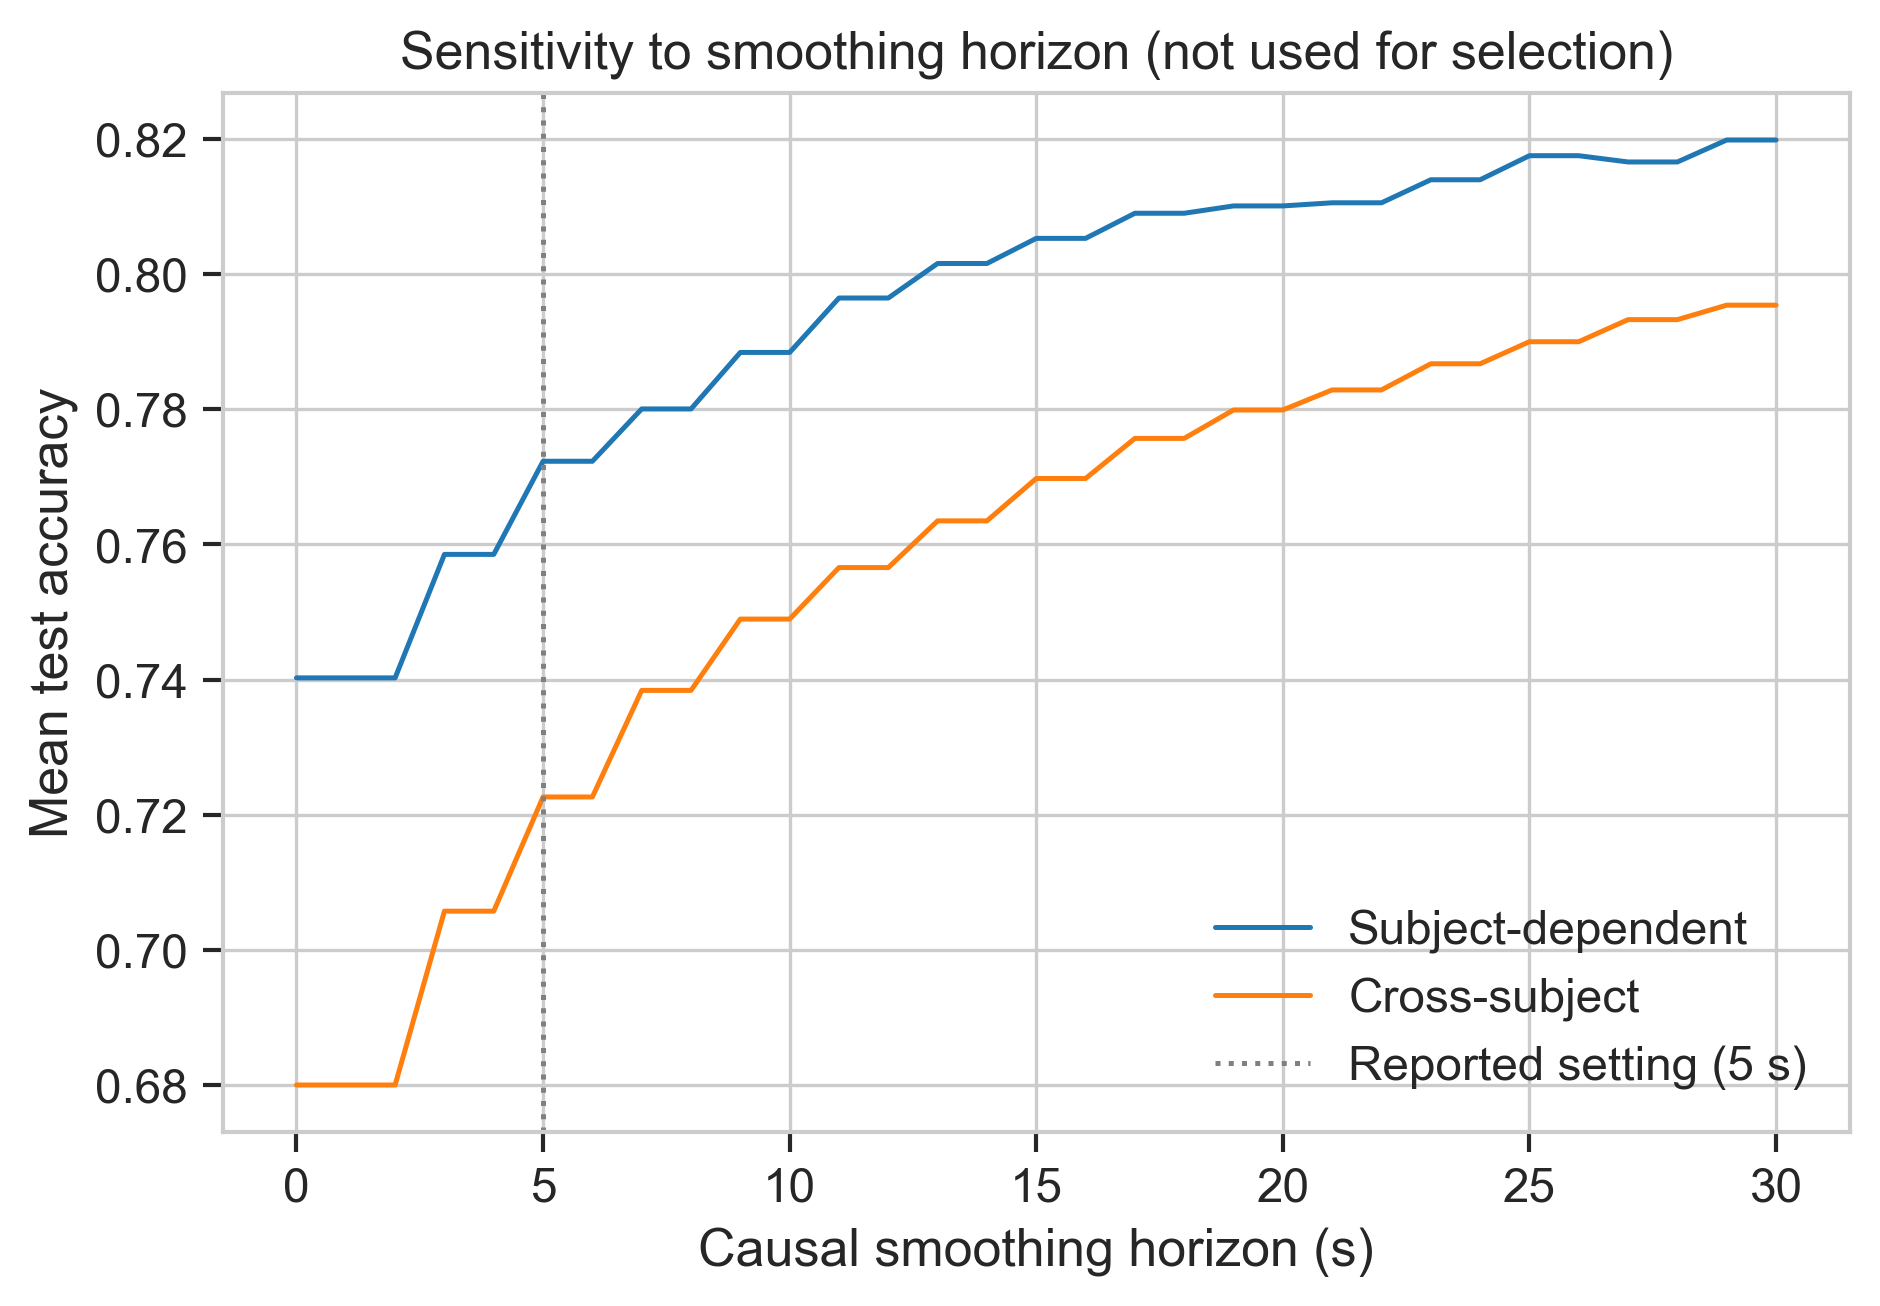 Sensitivity to smoothing horizon (not used for selection)
0.82
0.80
0.78
0.76
0.74
0.72
0.70
0.68
Mean test accuracy
Subject-dependent
Cross-subject
Reported setting (5 s)
0 5 10 15 20 25 30
Causal smoothing horizon (s)